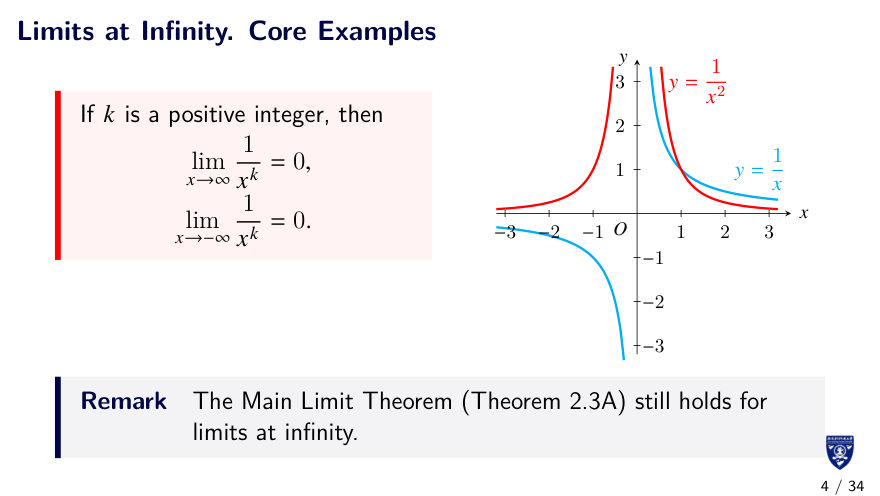 Limits at Infinity. Core Examples
If k is a positive integer, then
lim x→∞ 1/x^k = 0,
lim x→−∞ 1/x^k = 0.
y
y = 1/x^2
3
2
1
y = 1/x
x
−3 −2 −1 O 1 2 3
−1
−2
−3
Remark The Main Limit Theorem (Theorem 2.3A) still holds for
limits at infinity.
4 / 34